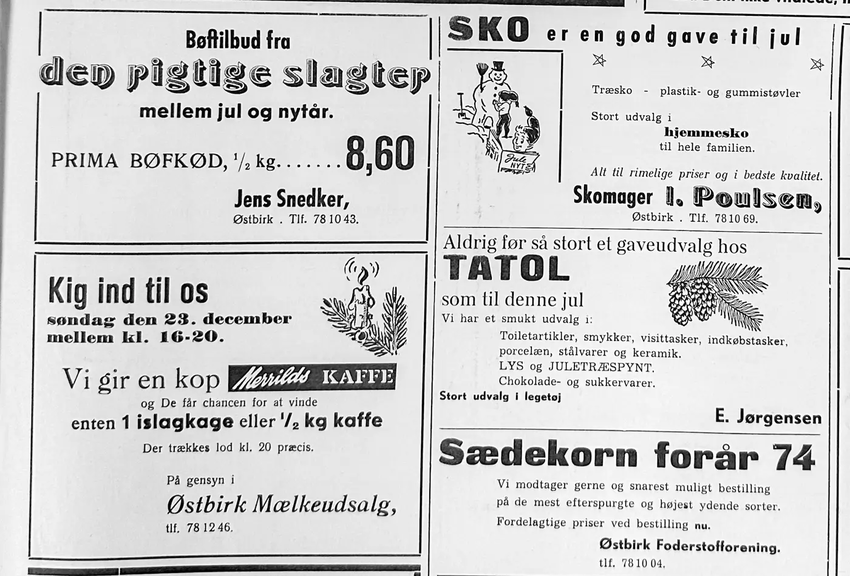 Bøftilbud fra
den rigtige slagter
mellem jul og nytår.
PRIMA BØFKØD, 1/2 kg.......8,60
Jens Snedker,
Østbirk . Tlf. 78 10 43.
Kig ind til os
søndag den 23. december
mellem kl. 16-20.
Vi gir en kop Merrilds KAFFE
og De får chancen for at vinde
enten 1 islagkage eller 1/2 kg kaffe
Der trækkes lod kl. 20 præcis.
På gensyn i
Østbirk Mælkeudsalg,
tlf. 78 12 46.
SKO er en god gave til jul
Jule
NYT
Træsko - plastik- og gummistøvler
Stort udvalg i
hjemmesko
til hele familien.
Alt til rimelige priser og i bedste kvalitet.
Skomager I. Poulsen,
Østbirk . Tlf. 78 10 69.
Aldrig før så stort et gaveudvalg hos
TATOL
som til denne jul
Vi har et smukt udvalg i:
Toiletartikler, smykker, visittasker, indkøbstasker,
porcelæn, stålvarer og keramik.
LYS og JULETRÆSPYNT.
Chokolade- og sukkervarer.
Stort udvalg i legetøj
E. Jørgensen
Sædekorn forår 74
Vi modtager gerne og snarest muligt bestilling
på de mest efterspurgte og højest ydende sorter.
Fordelagtige priser ved bestilling nu.
Østbirk Foderstofforening.
tlf. 78 10 04.